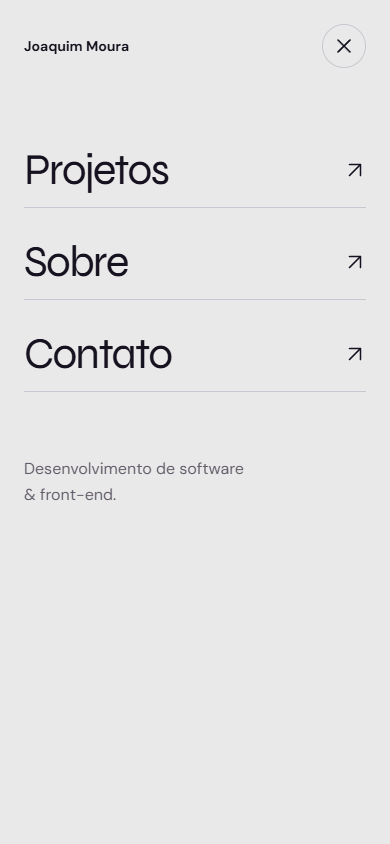 Joaquim Moura
Projetos
Sobre
Contato
Desenvolvimento de software
& front-end.